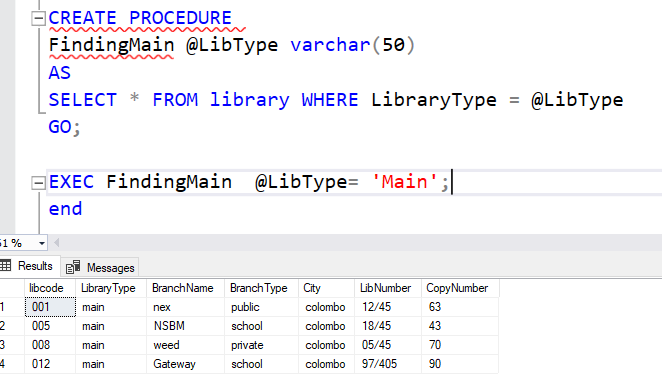 CREATE PROCEDURE
FindingMain @LibType varchar(50)
AS
SELECT * FROM library WHERE LibraryType = @LibType
GO;
EXEC FindingMain  @LibType= 'Main';
end
51 %
Results Messages
libcode LibraryType BranchName BranchType City LibNumber CopyNumber
1 001 main nex public colombo 12/45 63
2 005 main NSBM school colombo 18/45 43
3 008 main weed private colombo 05/45 70
4 012 main Gateway school colombo 97/405 90